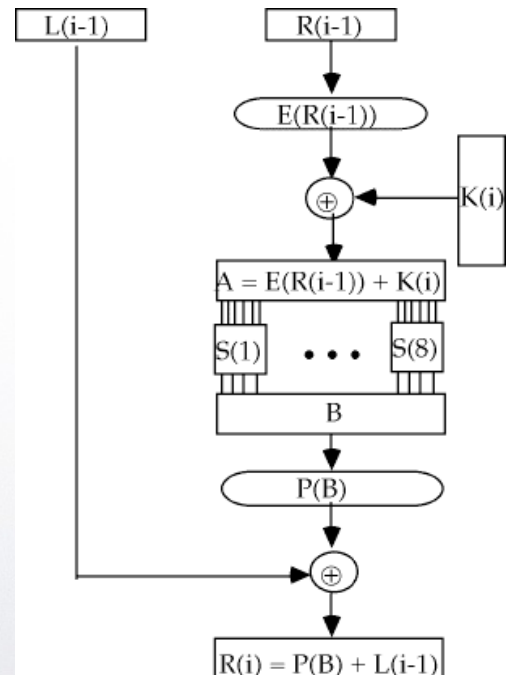 L(i-1) R(i-1)
E(R(i-1))
⊕
K(i)
A = E(R(i-1)) + K(i)
S(1) • • • S(8)
B
P(B)
⊕
R(i) = P(B) + L(i-1)